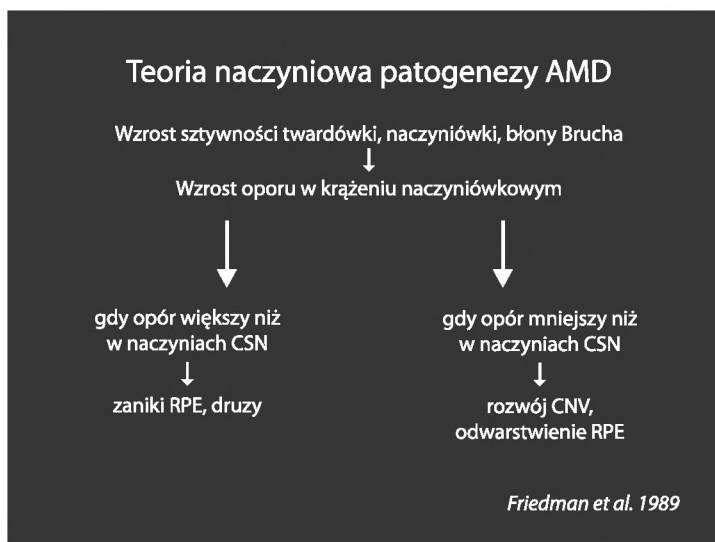 Teoria naczyniowa patogenezy AMD
Wzrost sztywności twardówki, naczyniówki, błony Brucha
Wzrost oporu w krążeniu naczyniówkowym
gdy opór większy niż
w naczyniach CSN
zaniki RPE, druzy
gdy opór mniejszy niż
w naczyniach CSN
rozwój CNV,
odwarstwienie RPE
Friedman et al. 1989